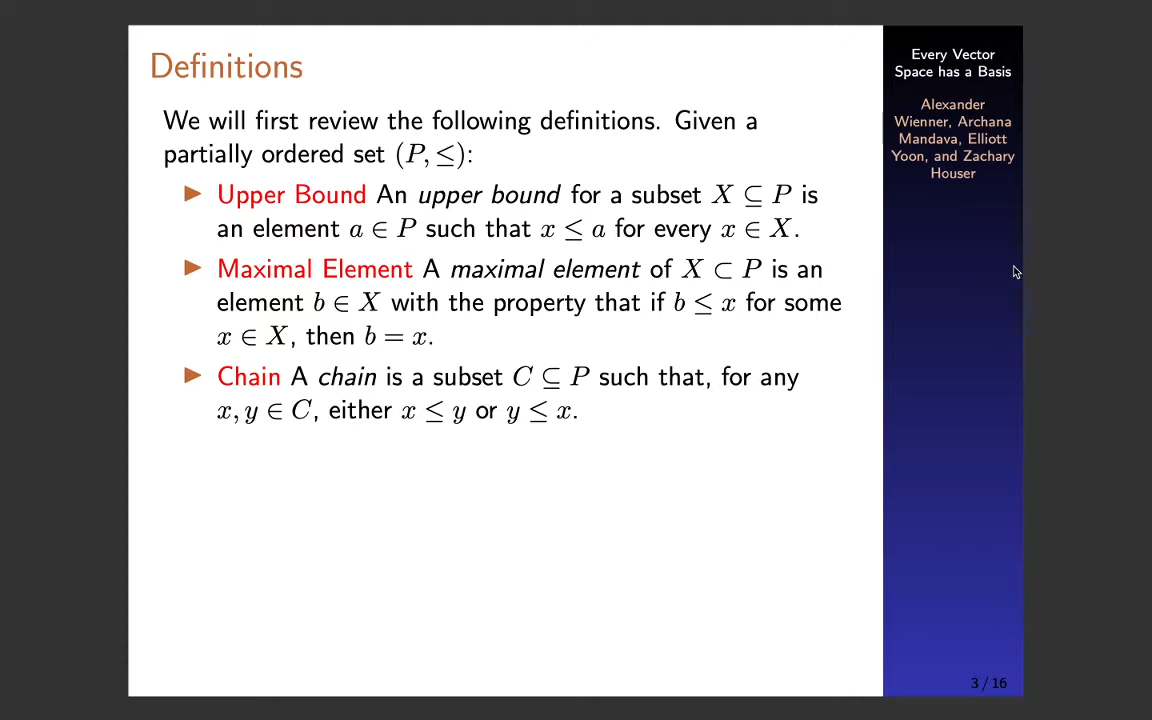 Definitions
We will first review the following definitions. Given a
partially ordered set (P, ≤):
▶ Upper Bound An upper bound for a subset X ⊆ P is
an element a ∈ P such that x ≤ a for every x ∈ X.
▶ Maximal Element A maximal element of X ⊂ P is an
element b ∈ X with the property that if b ≤ x for some
x ∈ X, then b = x.
▶ Chain A chain is a subset C ⊆ P such that, for any
x, y ∈ C, either x ≤ y or y ≤ x.
Every Vector
Space has a Basis
Alexander
Wienner, Archana
Mandava, Elliott
Yoon, and Zachary
Houser
3 / 16